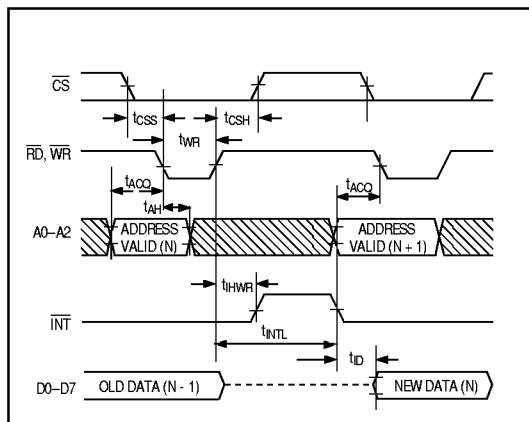 CS
tCSS
tWR
tCSH
RD, WR
tACQ
tAH
tACQ
A0–A2
ADDRESS
VALID (N)
ADDRESS
VALID (N + 1)
tIHWR
INT
tINTL
tID
D0–D7
OLD DATA (N - 1)
NEW DATA (N)